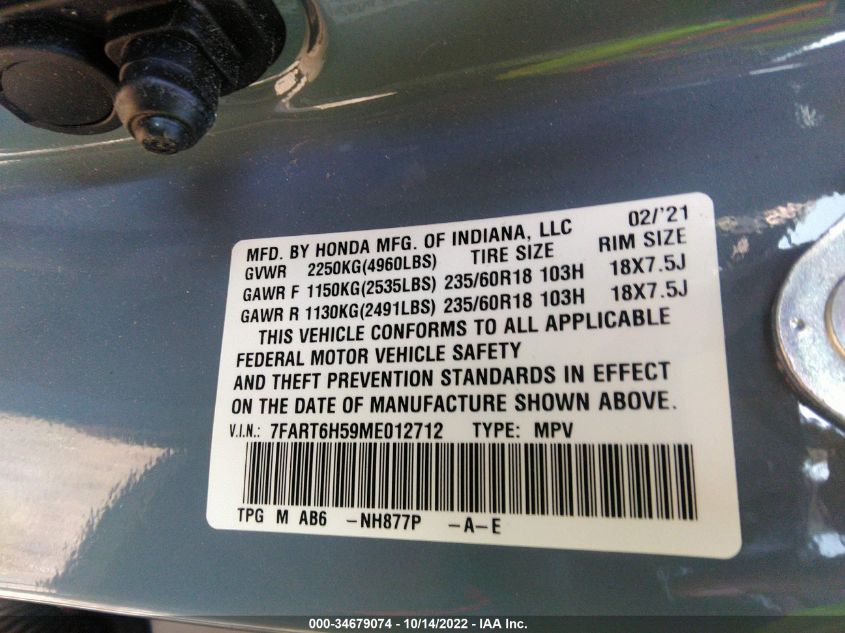 MFD. BY HONDA MFG. OF INDIANA, LLC 02/'21
GVWR 2250KG(4960LBS) TIRE SIZE RIM SIZE
GAWR F 1150KG(2535LBS) 235/60R18 103H 18X7.5J
GAWR R 1130KG(2491LBS) 235/60R18 103H 18X7.5J
THIS VEHICLE CONFORMS TO ALL APPLICABLE
FEDERAL MOTOR VEHICLE SAFETY
AND THEFT PREVENTION STANDARDS IN EFFECT
ON THE DATE OF MANUFACTURE SHOWN ABOVE.
V.I.N.: 7FART6H59ME012712 TYPE: MPV
TPG M AB6 -NH877P -A-E
000-34679074 - 10/14/2022 - IAA Inc.